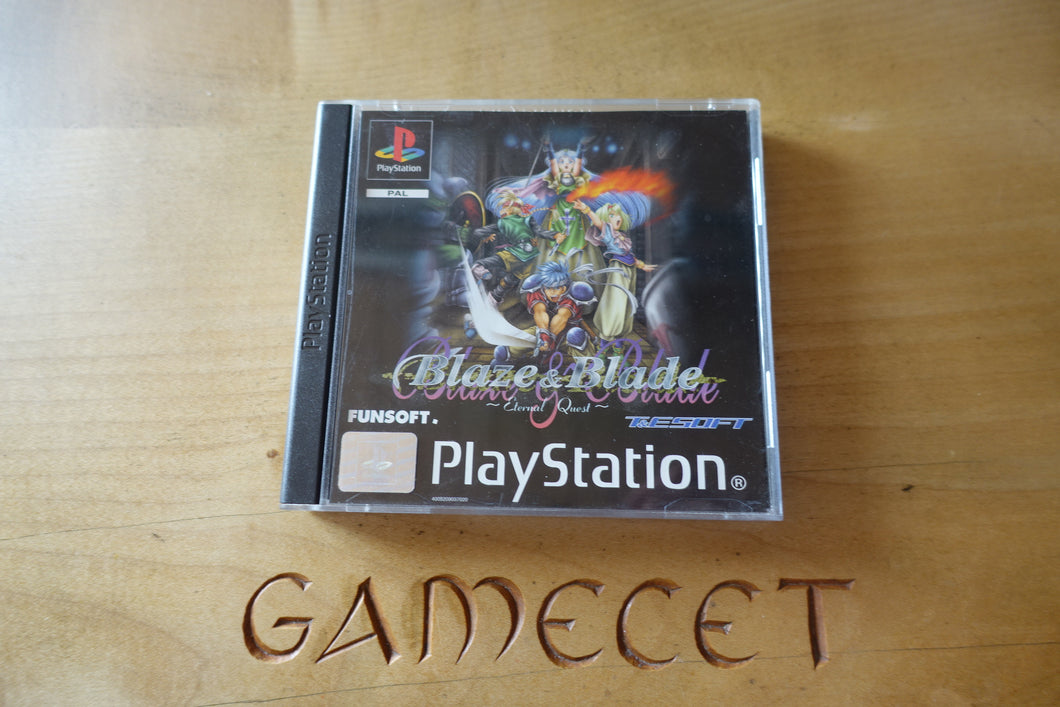 PlayStation
PlayStation
PAL
Blaze & Blade
~ Eternal Quest ~
FUNSOFT.
T&ESOFT
PlayStation®
GAMECET